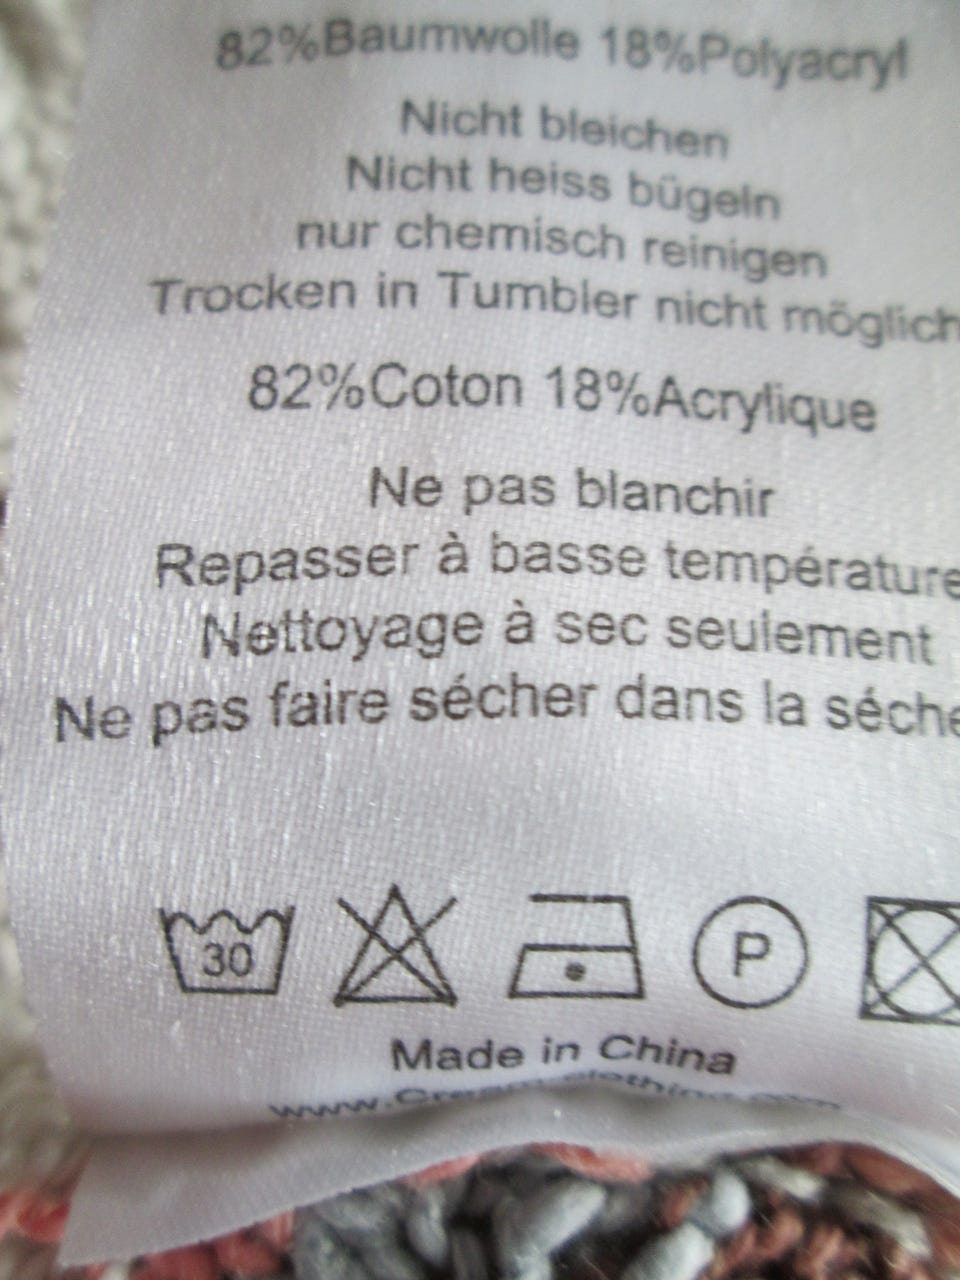 82%Baumwolle 18%Polyacryl
Nicht bleichen
Nicht heiss bügeln
nur chemisch reinigen
Trocken in Tumbler nicht möglich
82%Coton 18%Acrylique
Ne pas blanchir
Repasser à basse température
Nettoyage à sec seulement
Ne pas faire sécher dans la séche
30
P
Made in China